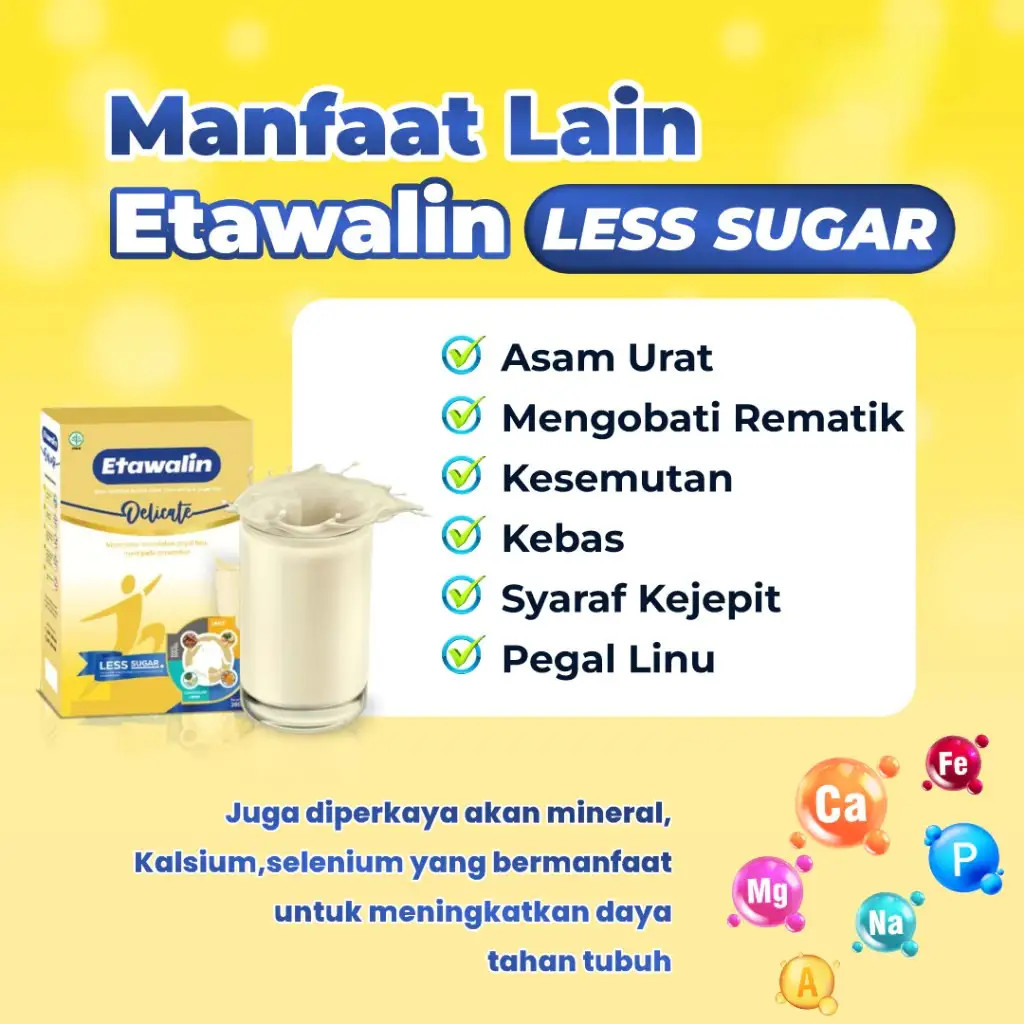 Manfaat Lain
Etawalin LESS SUGAR
Asam Urat
Mengobati Rematik
Kesemutan
Kebas
Syaraf Kejepit
Pegal Linu
Etawalin
Etawalin
Delicate
LESS SUGAR
Juga diperkaya akan mineral,
Kalsium,selenium yang bermanfaat
untuk meningkatkan daya
tahan tubuh
Fe
Ca
P
Mg
Na
A